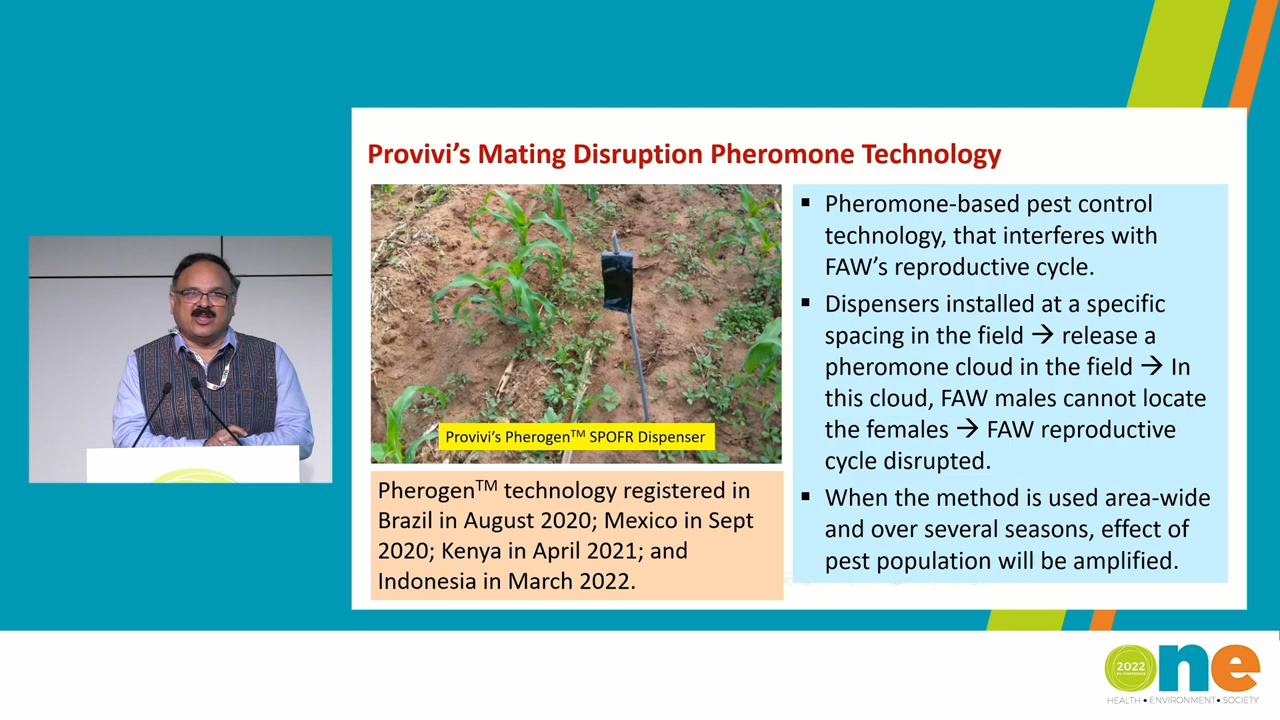 Provivi's Mating Disruption Pheromone Technology
Provivi's Pherogen™ SPOFR Dispenser
Pherogen™ technology registered in
Brazil in August 2020; Mexico in Sept
2020; Kenya in April 2021; and
Indonesia in March 2022.
▪ Pheromone-based pest control
technology, that interferes with
FAW's reproductive cycle.
▪ Dispensers installed at a specific
spacing in the field → release a
pheromone cloud in the field → In
this cloud, FAW males cannot locate
the females → FAW reproductive
cycle disrupted.
▪ When the method is used area-wide
and over several seasons, effect of
pest population will be amplified.
2022
one
HEALTH • ENVIRONMENT • SOCIETY